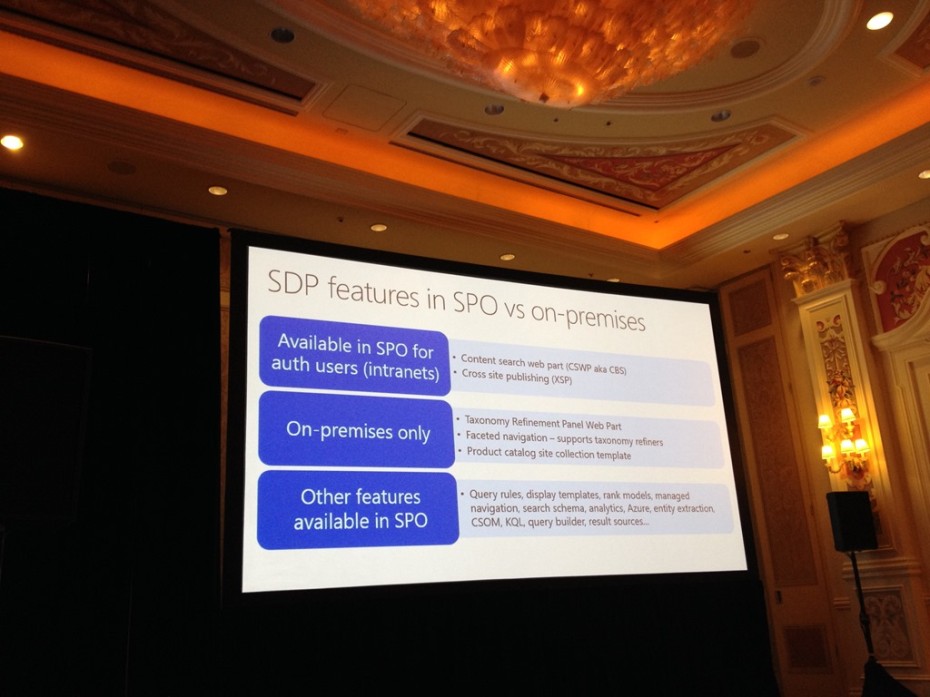 SDP features in SPO vs on-premises
Available in SPO for
auth users (intranets)
• Content search web part (CSWP aka CBS)
• Cross site publishing (XSP)
On-premises only
• Taxonomy Refinement Panel Web Part
• Faceted navigation – supports taxonomy refiners
• Product catalog site collection template
Other features
available in SPO
• Query rules, display templates, rank models, managed
navigation, search schema, analytics, Azure, entity extraction,
CSOM, KQL, query builder, result sources...